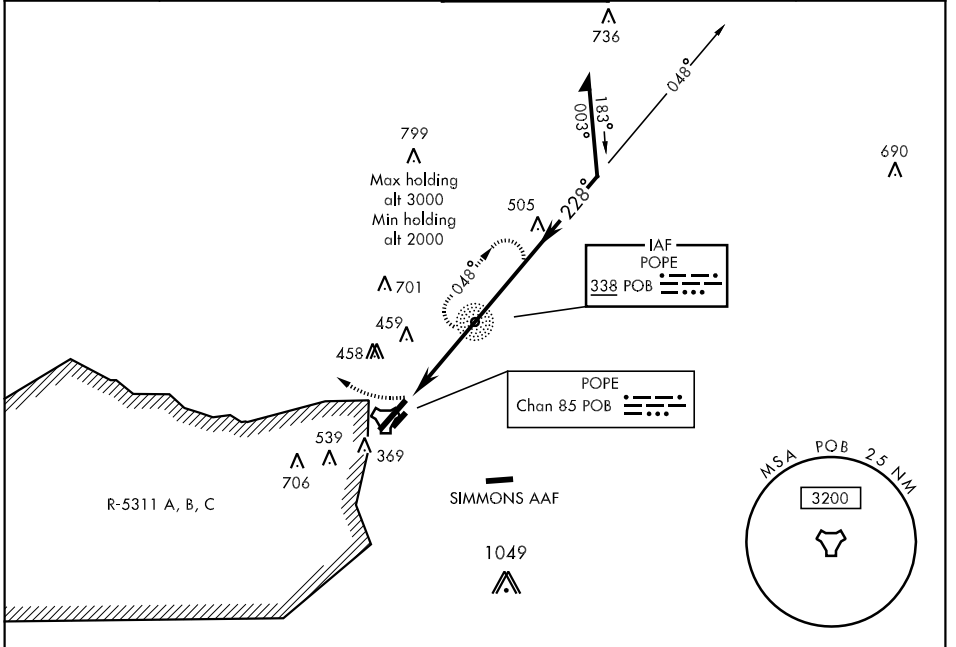 736
048°
183°
003°
799
690
Max holding
alt 3000
Min holding
alt 2000
505
228°
IAF
POPE
338 POB
048°
701
459
458
POPE
Chan 85 POB
539
369
706
R-5311 A, B, C
SIMMONS AAF
1049
MSA POB 25 NM
3200